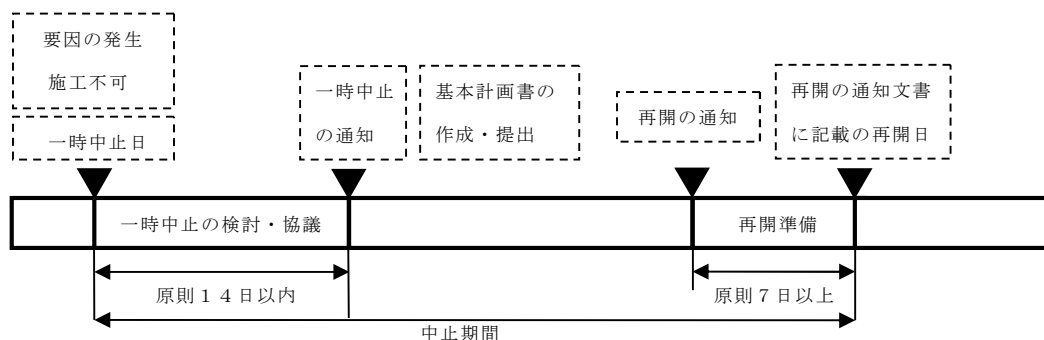 要因の発生
施工不可
一時中止日
一時中止
の通知
基本計画書の
作成・提出
再開の通知
再開の通知文書
に記載の再開日
一時中止の検討・協議
再開準備
原則１４日以内
原則７日以上
中止期間